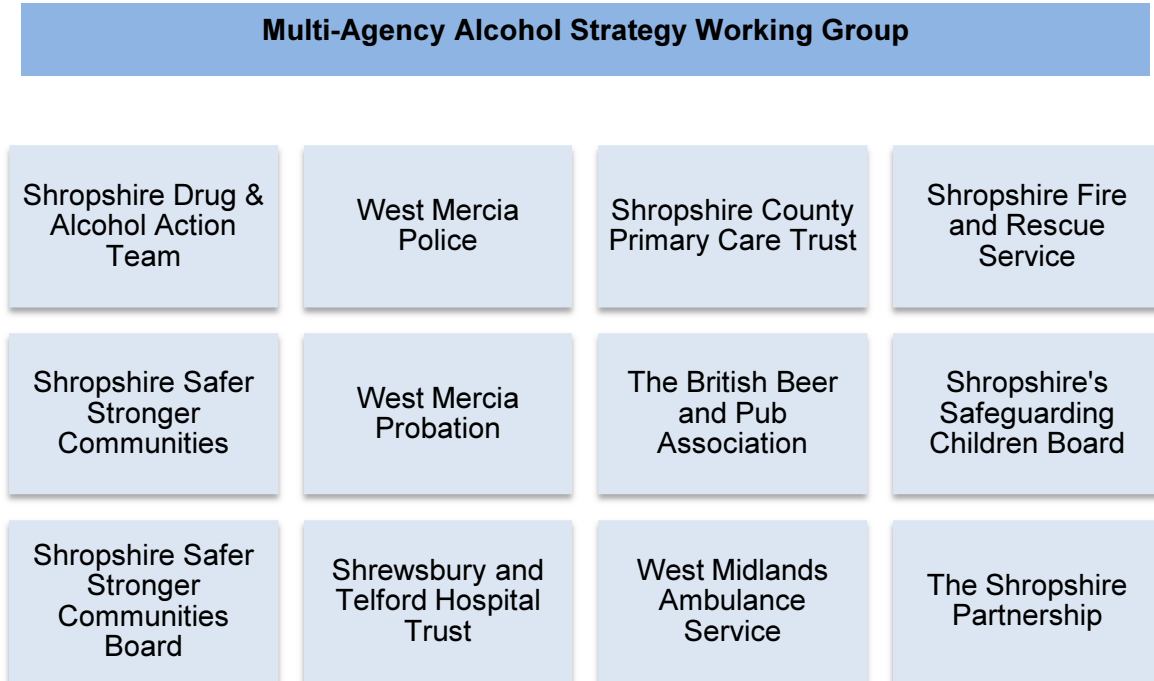 Multi-Agency Alcohol Strategy Working Group
Shropshire Drug &
Alcohol Action
Team
West Mercia
Police
Shropshire County
Primary Care Trust
Shropshire Fire
and Rescue
Service
Shropshire Safer
Stronger
Communities
West Mercia
Probation
The British Beer
and Pub
Association
Shropshire's
Safeguarding
Children Board
Shropshire Safer
Stronger
Communities
Board
Shrewsbury and
Telford Hospital
Trust
West Midlands
Ambulance
Service
The Shropshire
Partnership